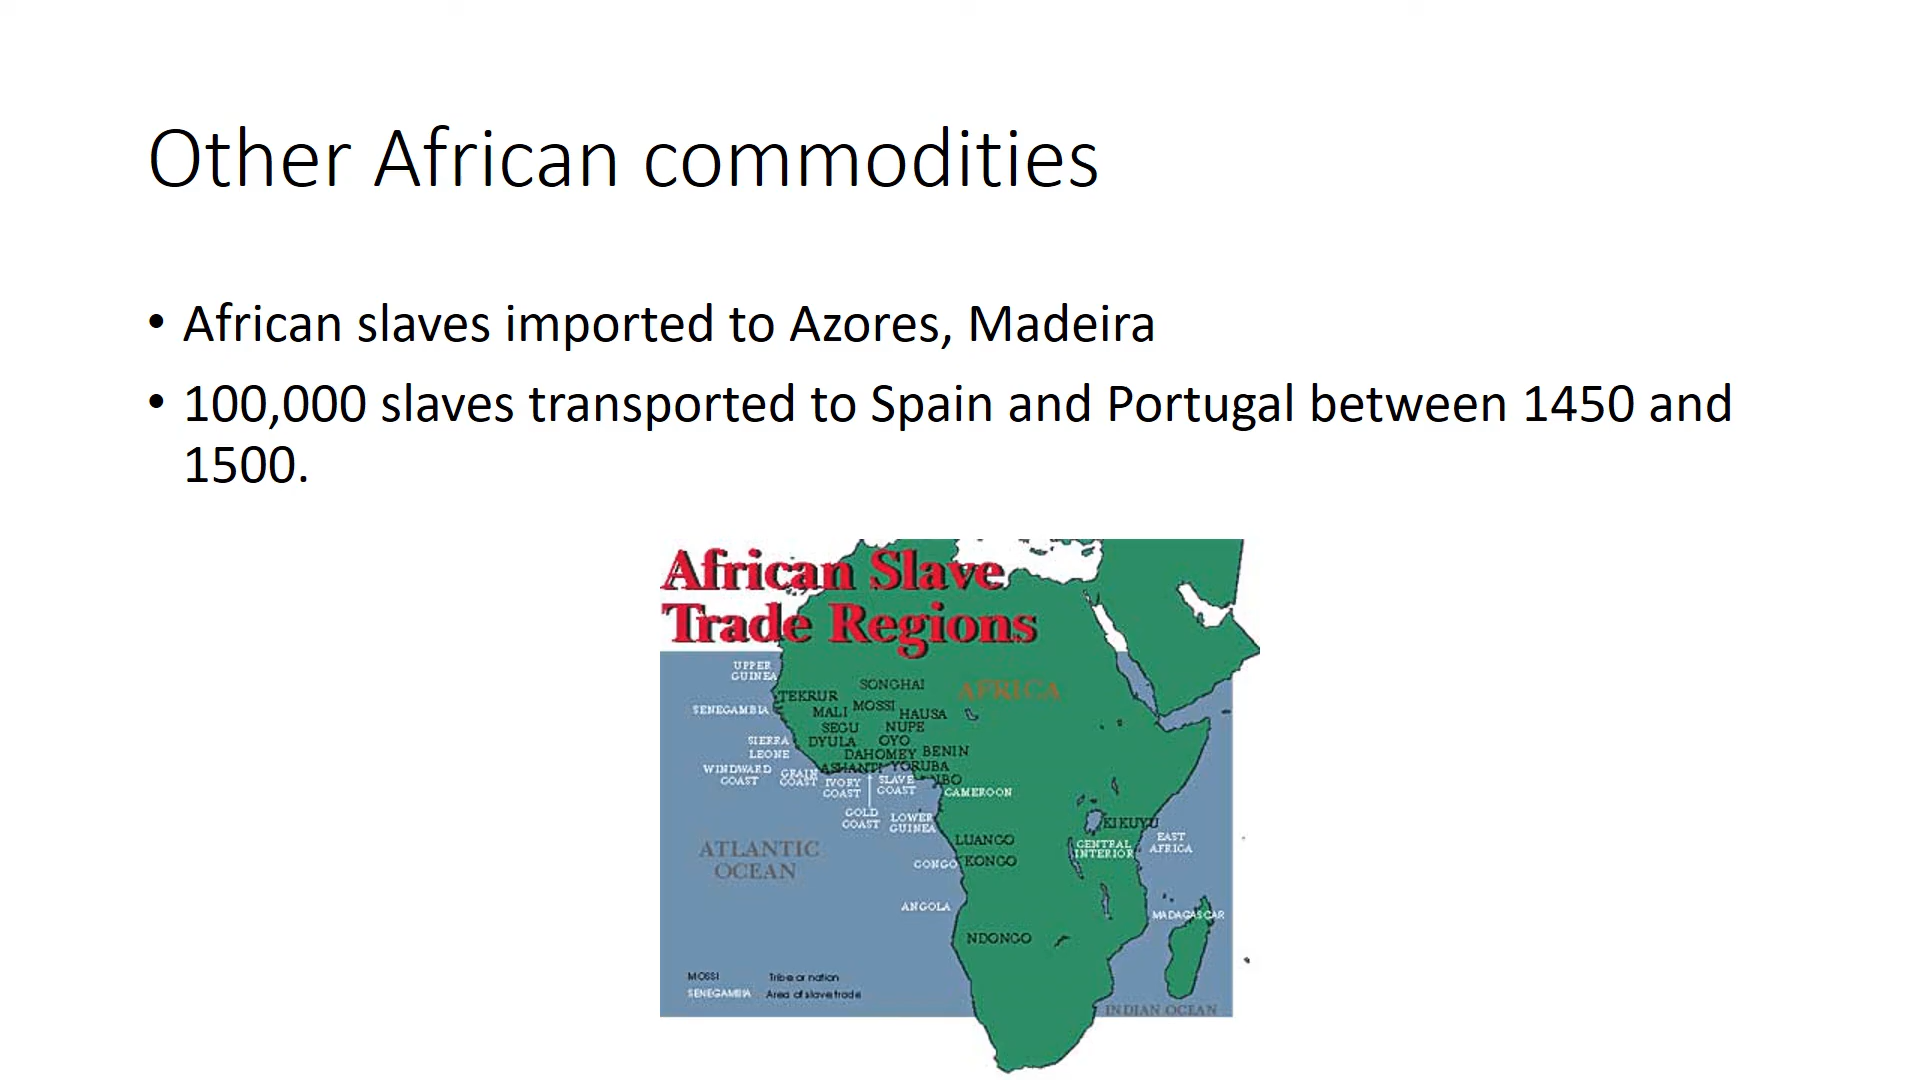 Other African commodities
• African slaves imported to Azores, Madeira
• 100,000 slaves transported to Spain and Portugal between 1450 and
1500.
African Slave
Trade Regions
UPPER
GUINEA
SONGHAI
AFRICA
TEKRUR
SENEGAMBIA
MALI
MOSSI
HAUSA
SEGU
NUPE
SIERRA
LEONE
DYULA
OYO
DAHOMEY
BENIN
WINDWARD
COAST
GRAIN
COAST
ASHANTI
YORUBA
IVORY
COAST
SLAVE
COAST
IBO
CAMEROON
GOLD
COAST
LOWER
GUINEA
KIKUYU
LUANGO
CENTRAL
INTERIOR
EAST
AFRICA
ATLANTIC
OCEAN
CONGO
KONGO
ANGOLA
MADAGASCAR
NDONGO
MOSSI Tribe or nation
SENEGAMBIA Area of slave trade
INDIAN OCEAN